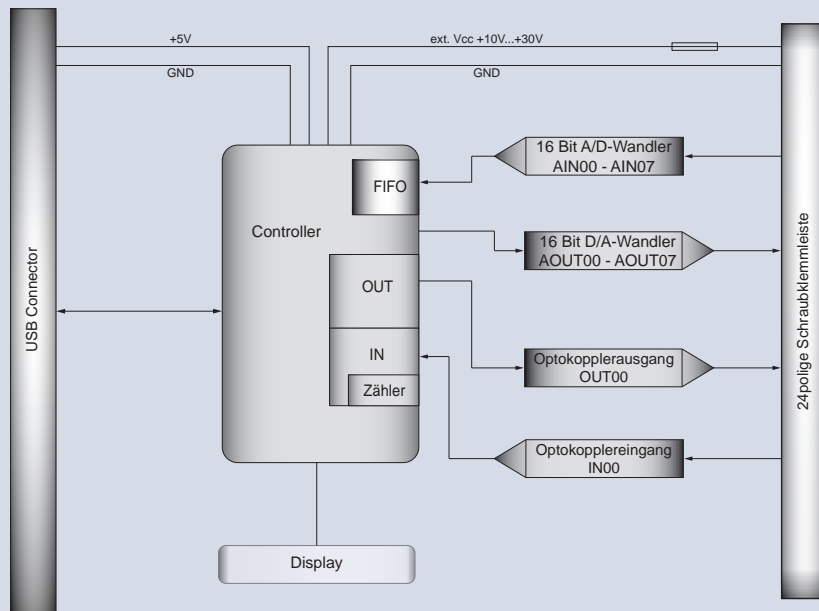 +5V
ext. Vcc +10V...+30V
GND
GND
16 Bit A/D-Wandler
AIN00 - AIN07
FIFO
Controller
16 Bit D/A-Wandler
AOUT00 - AOUT07
OUT
USB Connector
24polige Schraubklemmleiste
IN
Optokopplerausgang
OUT00
Zähler
Optokopplereingang
IN00
Display